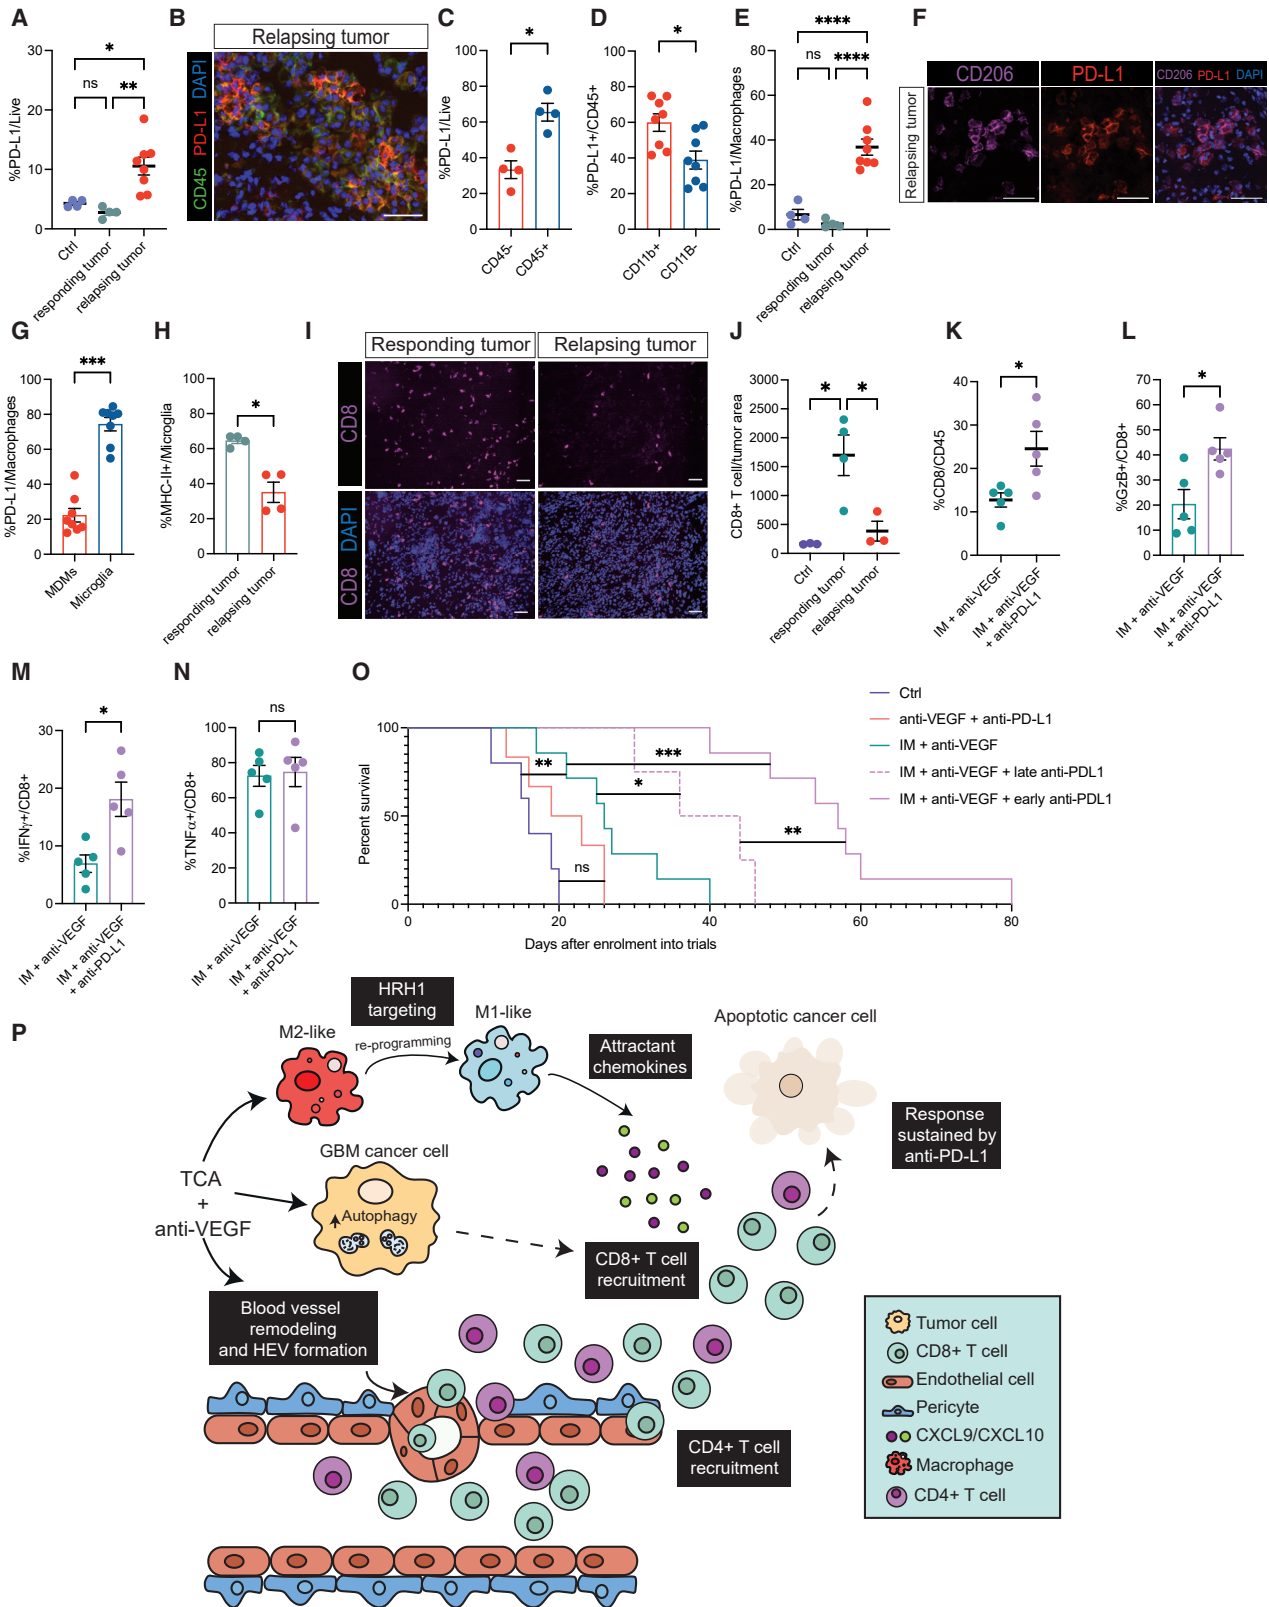 A
%PD-L1/Live
30
20
10
0
*
ns
**
Ctrl
responding tumor
relapsing tumor
B
Relapsing tumor
CD45 PD-L1 DAPI
C
%PD-L1/Live
100
80
60
40
20
0
*
CD45-
CD45+
D
%PD-L1+/CD45+
100
80
60
40
20
0
*
CD11b+
CD11B-
E
%PD-L1/Macrophages
80
60
40
20
0
****
ns
****
Ctrl
responding tumor
relapsing tumor
F
CD206
PD-L1
CD206 PD-L1 DAPI
Relapsing tumor
G
%PD-L1/Macrophages
100
80
60
40
20
0
***
MDMs
Microglia
H
%MHC-II+/Microglia
100
80
60
40
20
0
*
responding tumor
relapsing tumor
I
Responding tumor
Relapsing tumor
CD8
CD8 DAPI
J
CD8+ T cell/tumor area
3000
2500
2000
1500
1000
500
0
*
*
Ctrl
responding tumor
relapsing tumor
K
%CD8/CD45
40
30
20
10
0
*
IM + anti-VEGF
IM + anti-VEGF
+ anti-PD-L1
L
%GzB+/CD8+
70
60
50
40
30
20
10
0
*
IM + anti-VEGF
IM + anti-VEGF
+ anti-PD-L1
M
%IFNγ+/CD8+
30
20
10
0
*
IM + anti-VEGF
IM + anti-VEGF
+ anti-PD-L1
N
%TNFα+/CD8+
100
80
60
40
20
0
ns
IM + anti-VEGF
IM + anti-VEGF
+ anti-PD-L1
O
Percent survival
100
50
0
**
***
*
**
ns
0
20
40
60
80
Days after enrolment into trials
Ctrl
anti-VEGF + anti-PD-L1
IM + anti-VEGF
IM + anti-VEGF + late anti-PDL1
IM + anti-VEGF + early anti-PDL1
P
HRH1
targeting
M2-like
re-programming
M1-like
Attractant
chemokines
Apoptotic cancer cell
Response
sustained by
anti-PD-L1
TCA
+
anti-VEGF
GBM cancer cell
Autophagy
CD8+ T cell
recruitment
Blood vessel
remodeling
and HEV formation
CD4+ T cell
recruitment
Tumor cell
CD8+ T cell
Endothelial cell
Pericyte
CXCL9/CXCL10
Macrophage
CD4+ T cell